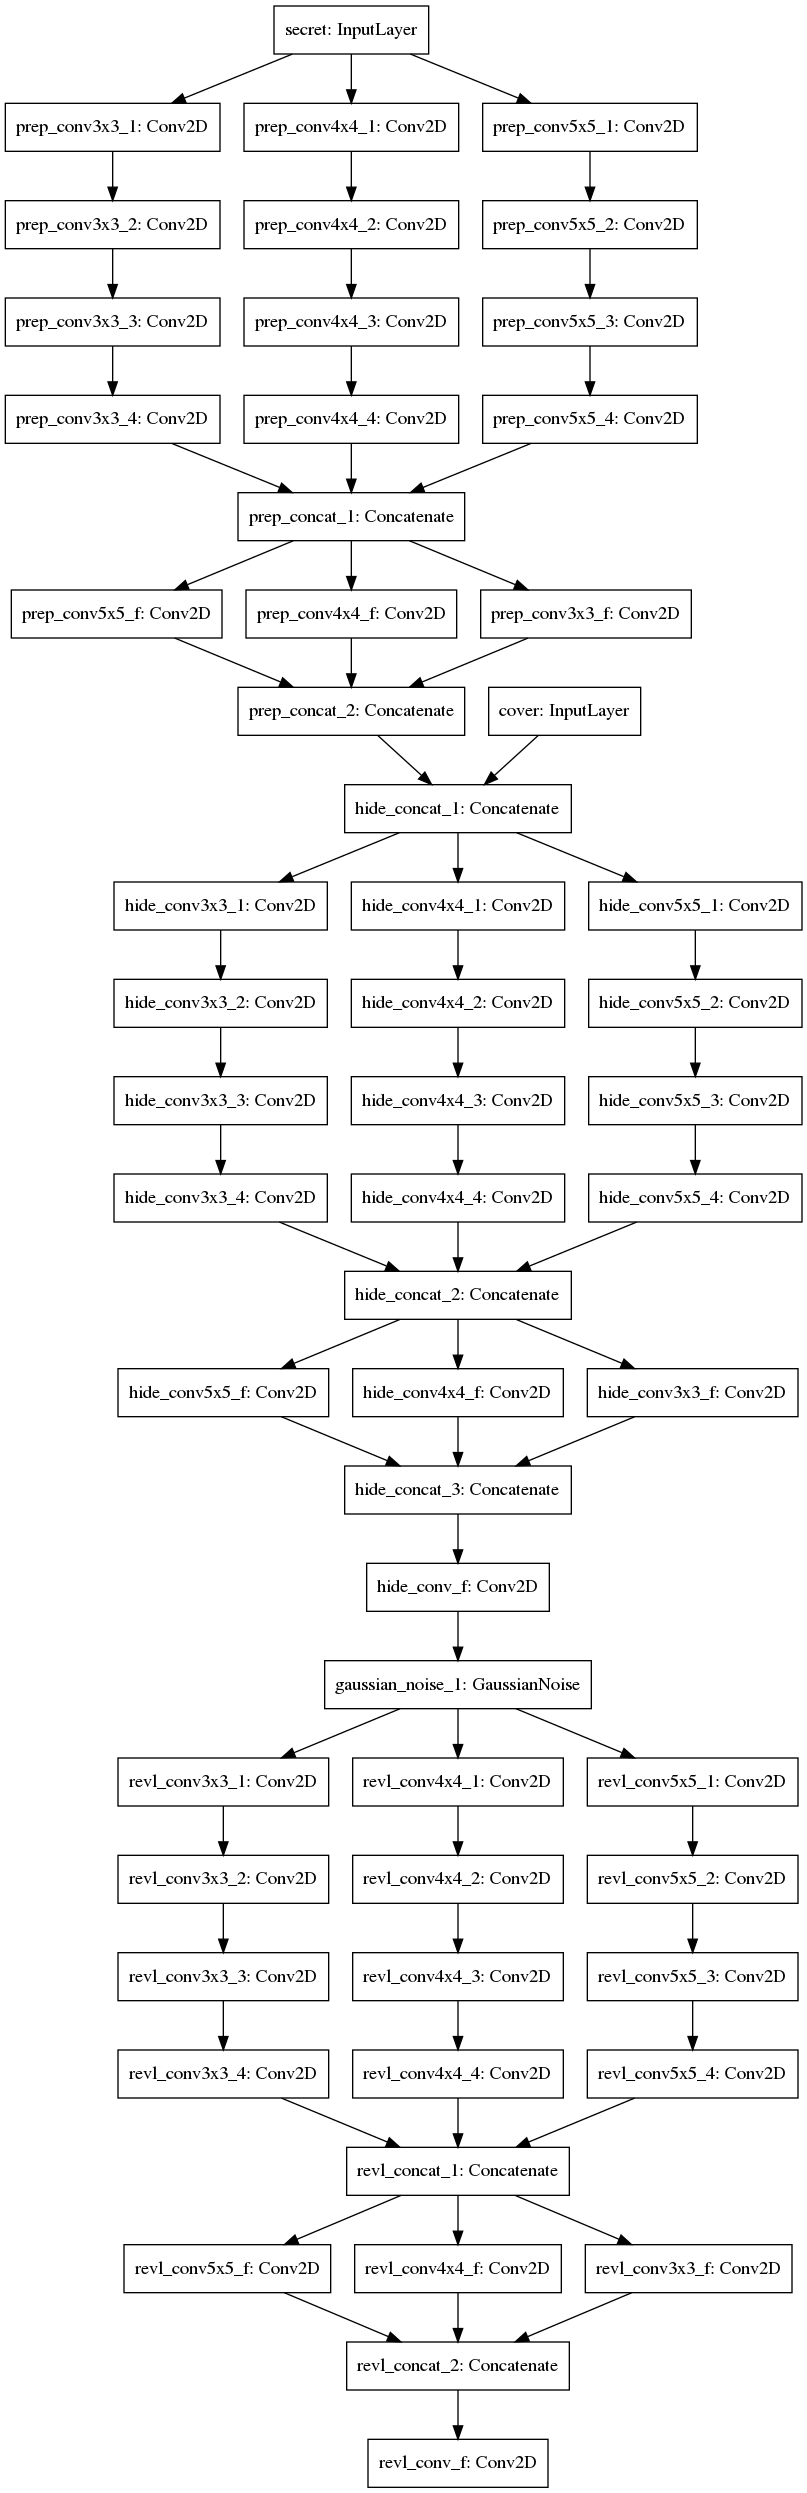 secret: InputLayer
prep_conv3x3_1: Conv2D
prep_conv4x4_1: Conv2D
prep_conv5x5_1: Conv2D
prep_conv3x3_2: Conv2D
prep_conv4x4_2: Conv2D
prep_conv5x5_2: Conv2D
prep_conv3x3_3: Conv2D
prep_conv4x4_3: Conv2D
prep_conv5x5_3: Conv2D
prep_conv3x3_4: Conv2D
prep_conv4x4_4: Conv2D
prep_conv5x5_4: Conv2D
prep_concat_1: Concatenate
prep_conv5x5_f: Conv2D
prep_conv4x4_f: Conv2D
prep_conv3x3_f: Conv2D
prep_concat_2: Concatenate
cover: InputLayer
hide_concat_1: Concatenate
hide_conv3x3_1: Conv2D
hide_conv4x4_1: Conv2D
hide_conv5x5_1: Conv2D
hide_conv3x3_2: Conv2D
hide_conv4x4_2: Conv2D
hide_conv5x5_2: Conv2D
hide_conv3x3_3: Conv2D
hide_conv4x4_3: Conv2D
hide_conv5x5_3: Conv2D
hide_conv3x3_4: Conv2D
hide_conv4x4_4: Conv2D
hide_conv5x5_4: Conv2D
hide_concat_2: Concatenate
hide_conv5x5_f: Conv2D
hide_conv4x4_f: Conv2D
hide_conv3x3_f: Conv2D
hide_concat_3: Concatenate
hide_conv_f: Conv2D
gaussian_noise_1: GaussianNoise
revl_conv3x3_1: Conv2D
revl_conv4x4_1: Conv2D
revl_conv5x5_1: Conv2D
revl_conv3x3_2: Conv2D
revl_conv4x4_2: Conv2D
revl_conv5x5_2: Conv2D
revl_conv3x3_3: Conv2D
revl_conv4x4_3: Conv2D
revl_conv5x5_3: Conv2D
revl_conv3x3_4: Conv2D
revl_conv4x4_4: Conv2D
revl_conv5x5_4: Conv2D
revl_concat_1: Concatenate
revl_conv5x5_f: Conv2D
revl_conv4x4_f: Conv2D
revl_conv3x3_f: Conv2D
revl_concat_2: Concatenate
revl_conv_f: Conv2D